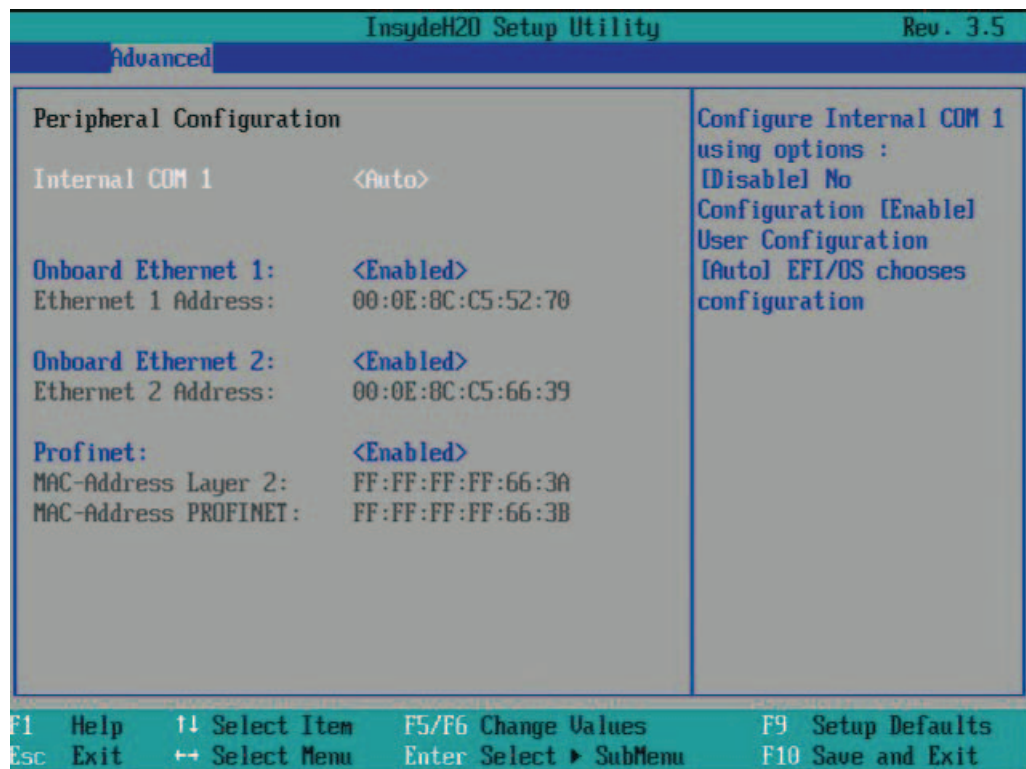 InsydeH2O Setup Utility Rev. 3.5
Advanced
Peripheral Configuration
Internal COM 1 <Auto>
Onboard Ethernet 1: <Enabled>
Ethernet 1 Address: 00:0E:8C:C5:52:70
Onboard Ethernet 2: <Enabled>
Ethernet 2 Address: 00:0E:8C:C5:66:39
Profinet: <Enabled>
MAC-Address Layer 2: FF:FF:FF:FF:66:3A
MAC-Address PROFINET: FF:FF:FF:FF:66:3B
Configure Internal COM 1
using options :
[Disable] No
Configuration [Enable]
User Configuration
[Auto] EFI/OS chooses
configuration
F1 Help ↑↓ Select Item F5/F6 Change Values F9 Setup Defaults
Esc Exit ↔ Select Menu Enter Select ▶ SubMenu F10 Save and Exit